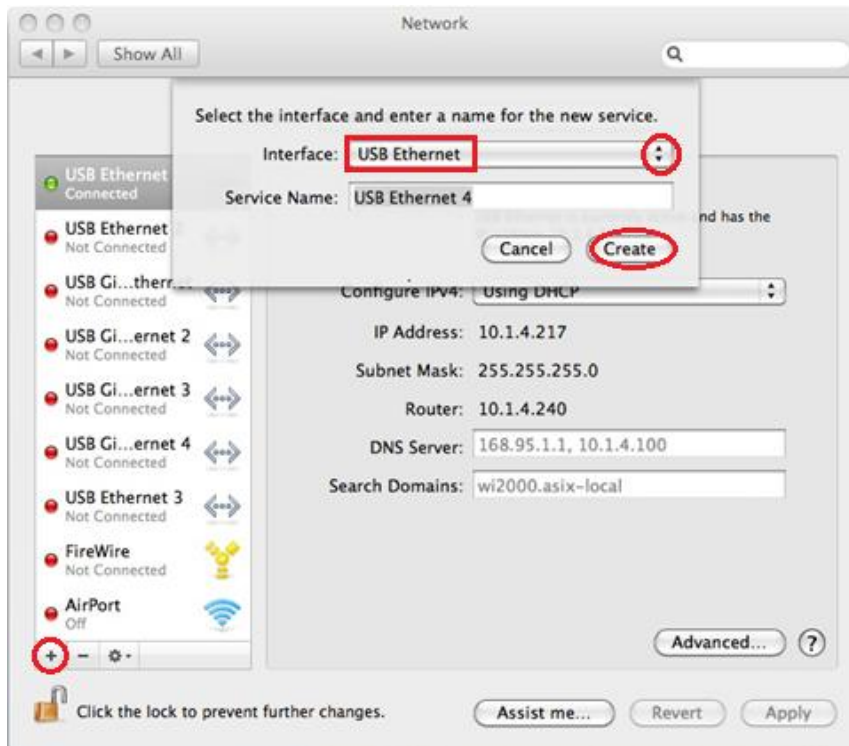 Network
Show All
Select the interface and enter a name for the new service.
Interface: USB Ethernet
Service Name: USB Ethernet 4
Cancel Create
USB Ethernet
Connected
USB Ethernet
Not Connected
USB Gi...thernet
Not Connected
USB Gi...ernet 2
Not Connected
USB Gi...ernet 3
Not Connected
USB Gi...ernet 4
Not Connected
USB Ethernet 3
Not Connected
FireWire
Not Connected
AirPort
Off
+ −
nd has the
Configure IPv4: Using DHCP
IP Address: 10.1.4.217
Subnet Mask: 255.255.255.0
Router: 10.1.4.240
DNS Server: 168.95.1.1, 10.1.4.100
Search Domains: wi2000.asix-local
Advanced... ?
Click the lock to prevent further changes.
Assist me... Revert Apply